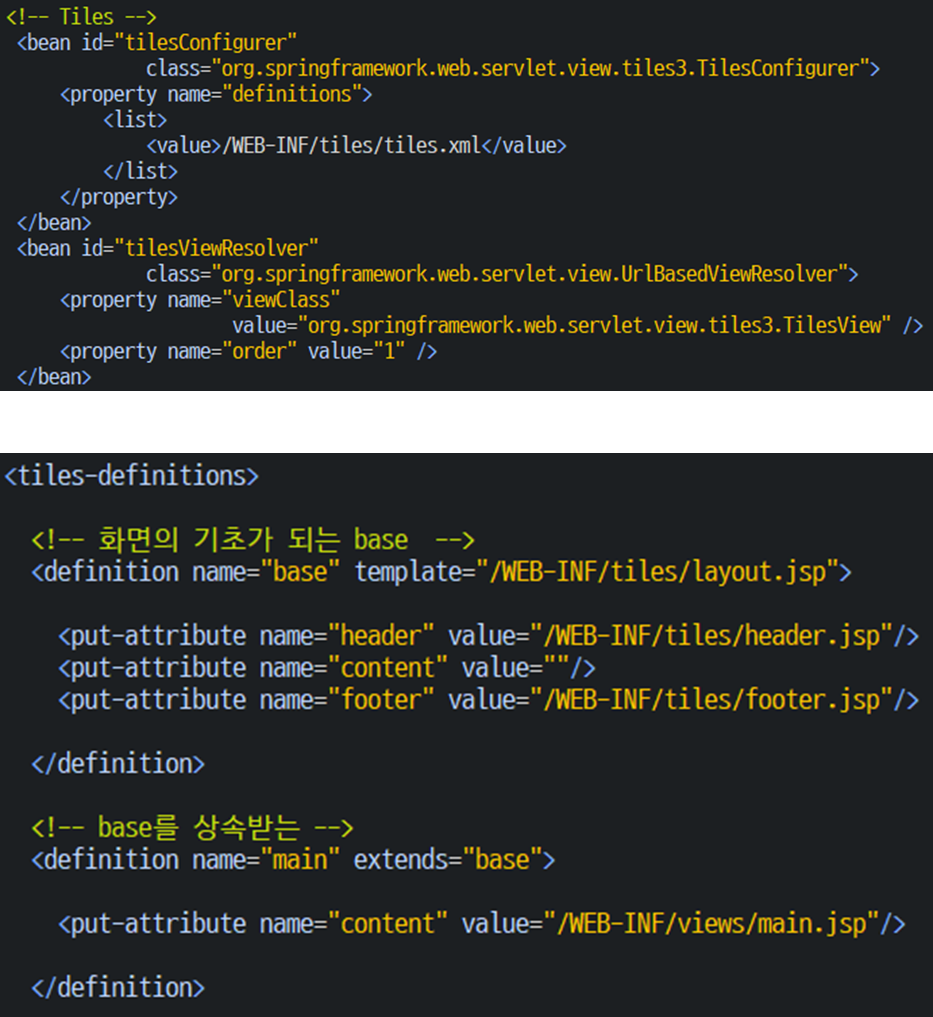 <!-- Tiles -->
<bean id="tilesConfigurer"
class="org.springframework.web.servlet.view.tiles3.TilesConfigurer">
<property name="definitions">
<list>
<value>/WEB-INF/tiles/tiles.xml</value>
</list>
</property>
</bean>
<bean id="tilesViewResolver"
class="org.springframework.web.servlet.view.UrlBasedViewResolver">
<property name="viewClass"
value="org.springframework.web.servlet.view.tiles3.TilesView" />
<property name="order" value="1" />
</bean>
<tiles-definitions>
<!-- 화면의 기초가 되는 base -->
<definition name="base" template="/WEB-INF/tiles/layout.jsp">
<put-attribute name="header" value="/WEB-INF/tiles/header.jsp"/>
<put-attribute name="content" value=""/>
<put-attribute name="footer" value="/WEB-INF/tiles/footer.jsp"/>
</definition>
<!-- base를 상속받는 -->
<definition name="main" extends="base">
<put-attribute name="content" value="/WEB-INF/views/main.jsp"/>
</definition>